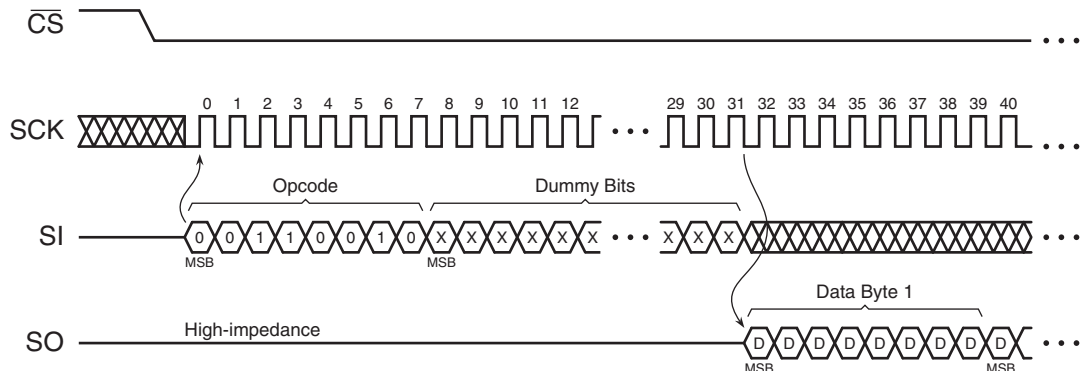 CS
SCK
0 1 2 3 4 5 6 7 8 9 10 11 12 29 30 31 32 33 34 35 36 37 38 39 40
Opcode
Dummy Bits
SI
0 0 1 1 0 0 1 0 X X X X X X X X X
MSB
MSB
Data Byte 1
SO
High-impedance
D D D D D D D D D
MSB
MSB